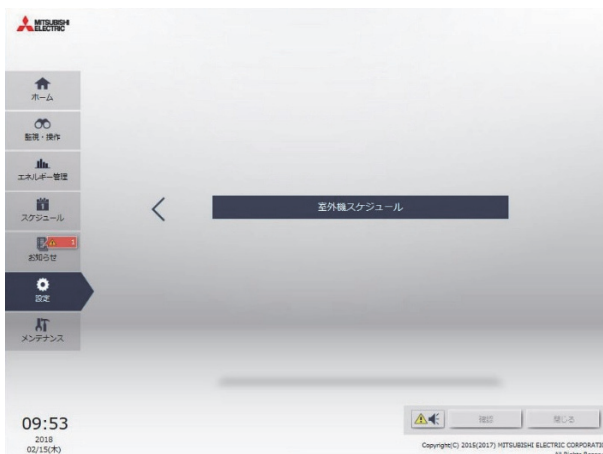 MITSUBISHI
ELECTRIC
ホーム
監視・操作
エネルギー管理
スケジュール
お知らせ
設定
メンテナンス
室外機スケジュール
09:53
2018
02/15(木)
確認
閉じる
Copyright(C) 2015(2017) MITSUBISHI ELECTRIC CORPORATI
All Rights